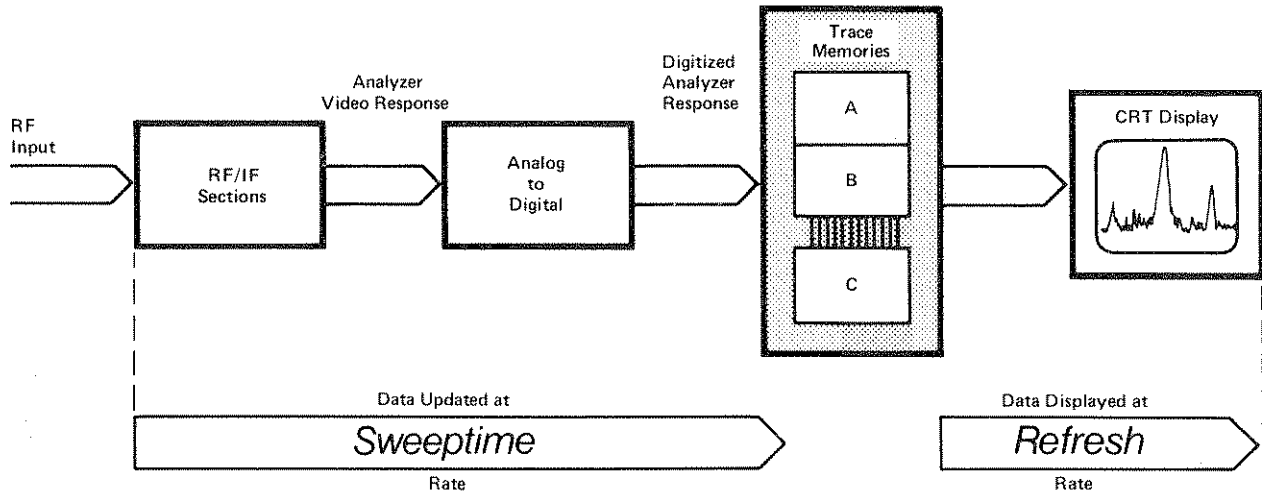 RF
Input
RF/IF
Sections
Analyzer
Video Response
Analog
to
Digital
Digitized
Analyzer
Response
Trace
Memories
A
B
C
CRT Display
Data Updated at
Sweeptime
Rate
Data Displayed at
Refresh
Rate